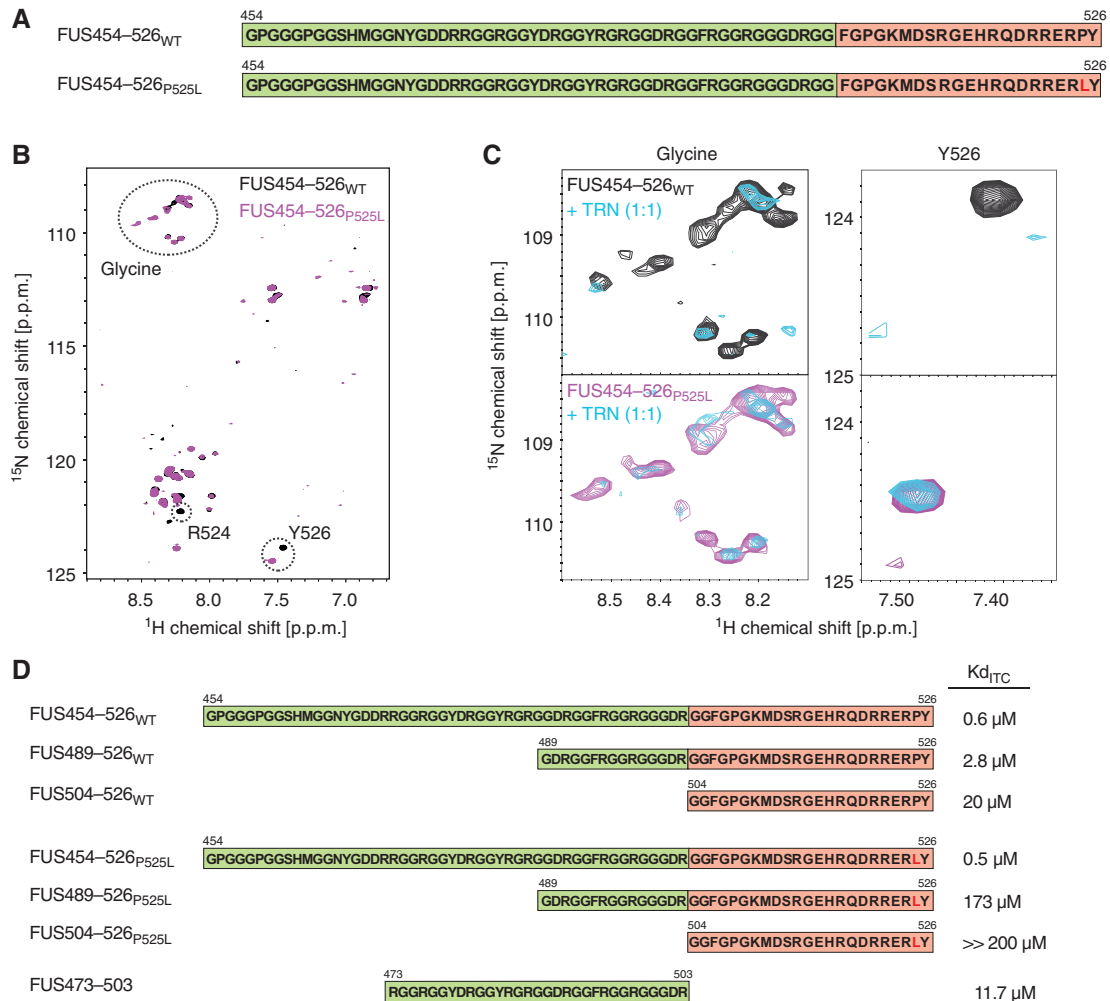 A
454 526
FUS454–526WT GPGGGPGGSHMGGNYGDDRRGGRGGYDRGGYRGRGGDRGGFRGGRGGGDRGG FGPGKMDSRGEHRQDRRERPY
454 526
FUS454–526P525L GPGGGPGGSHMGGNYGDDRRGGRGGYDRGGYRGRGGDRGGFRGGRGGGDRGG FGPGKMDSRGEHRQDRRERLY
B
FUS454–526WT
FUS454–526P525L
Glycine
R524
Y526
110
115
120
125
15N chemical shift [p.p.m.]
8.5 8.0 7.5 7.0
1H chemical shift [p.p.m.]
C
Glycine Y526
FUS454–526WT
+ TRN (1:1)
109
110
124
125
FUS454–526P525L
+ TRN (1:1)
109
110
124
125
15N chemical shift [p.p.m.]
8.5 8.4 8.3 8.2 7.50 7.40
1H chemical shift [p.p.m.] 1H chemical shift [p.p.m.]
D
KdITC
454 526
FUS454–526WT GPGGGPGGSHMGGNYGDDRRGGRGGYDRGGYRGRGGDRGGFRGGRGGGDR GGFGPGKMDSRGEHRQDRRERPY 0.6 µM
489 526
FUS489–526WT GDRGGFRGGRGGGDR GGFGPGKMDSRGEHRQDRRERPY 2.8 µM
504 526
FUS504–526WT GGFGPGKMDSRGEHRQDRRERPY 20 µM
454 526
FUS454–526P525L GPGGGPGGSHMGGNYGDDRRGGRGGYDRGGYRGRGGDRGGFRGGRGGGDR GGFGPGKMDSRGEHRQDRRERLY 0.5 µM
489 526
FUS489–526P525L GDRGGFRGGRGGGDR GGFGPGKMDSRGEHRQDRRERLY 173 µM
504 526
FUS504–526P525L GGFGPGKMDSRGEHRQDRRERLY >> 200 µM
473 503
FUS473–503 RGGRGGYDRGGYRGRGGDRGGFRGGRGGGDR 11.7 µM